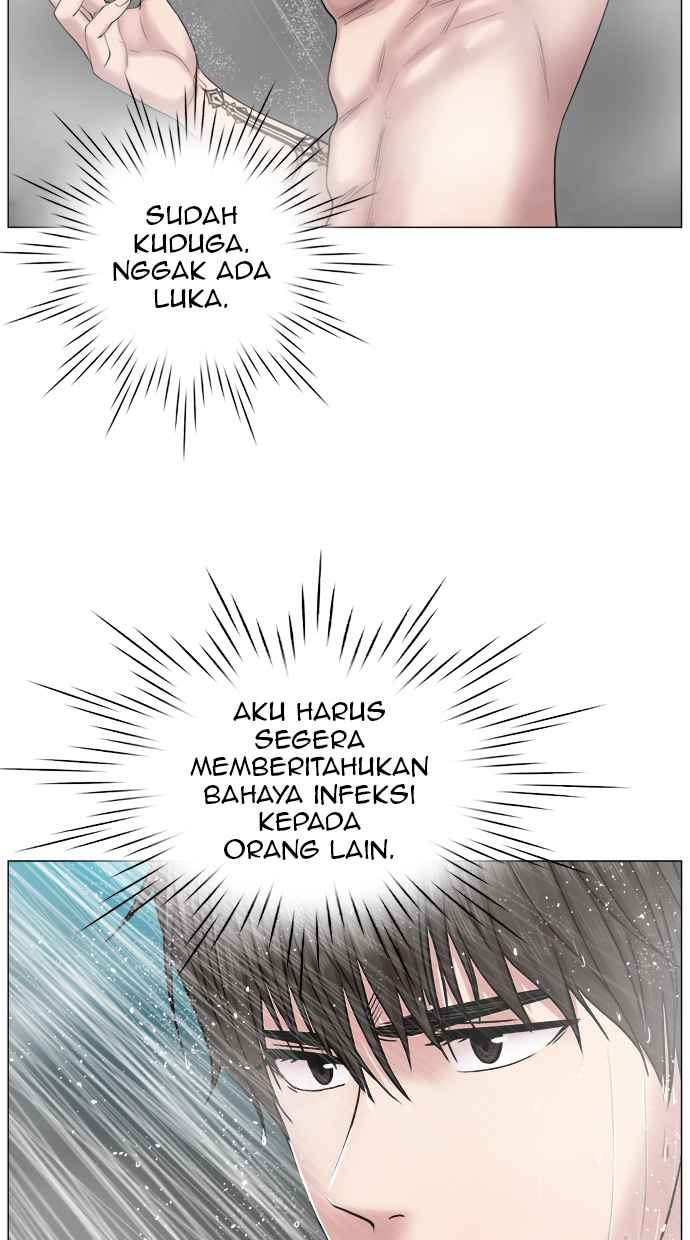 SUDAH
KUDUGA.
NGGAK ADA
LUKA.
AKU HARUS
SEGERA
MEMBERITAHUKAN
BAHAYA INFEKSI
KEPADA
ORANG LAIN.